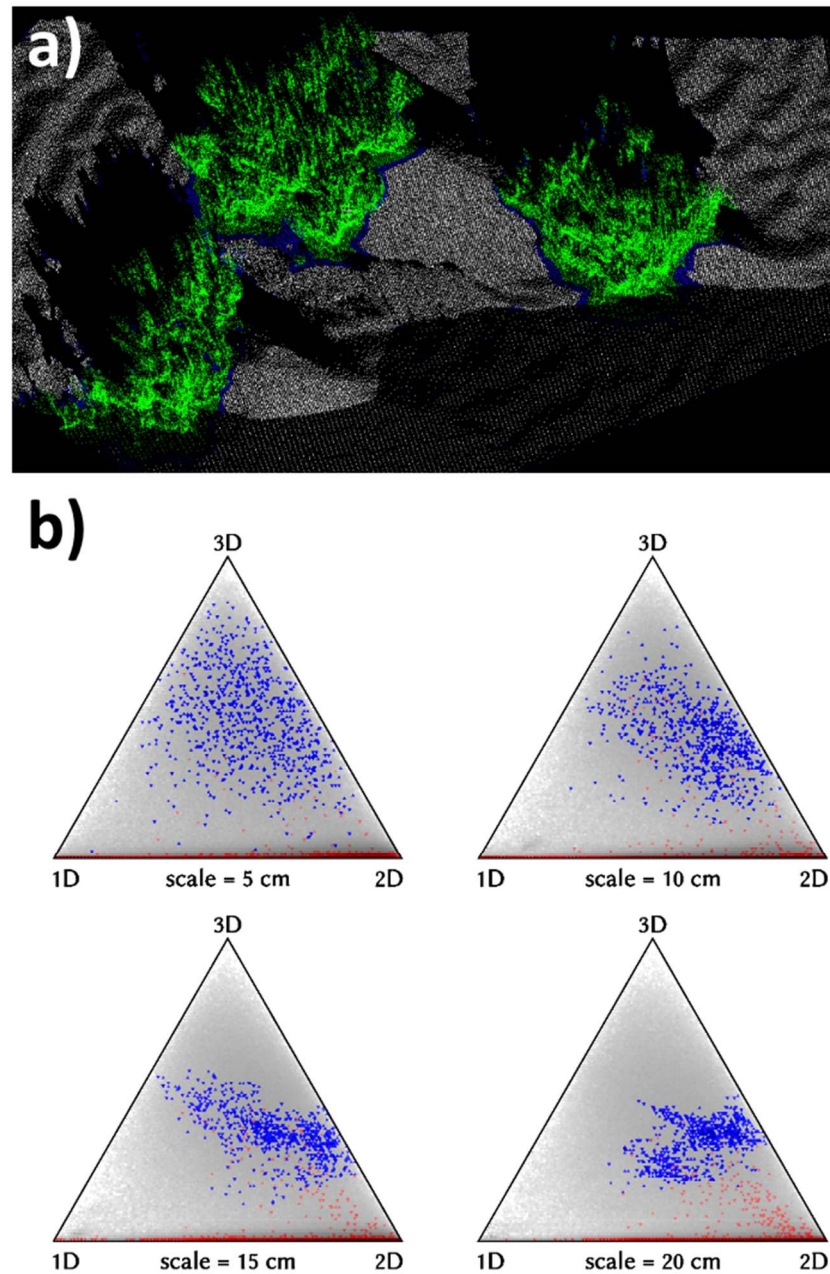 a)
b)
3D
3D
1D
scale = 5 cm
2D
1D
scale = 10 cm
2D
3D
3D
1D
scale = 15 cm
2D
1D
scale = 20 cm
2D